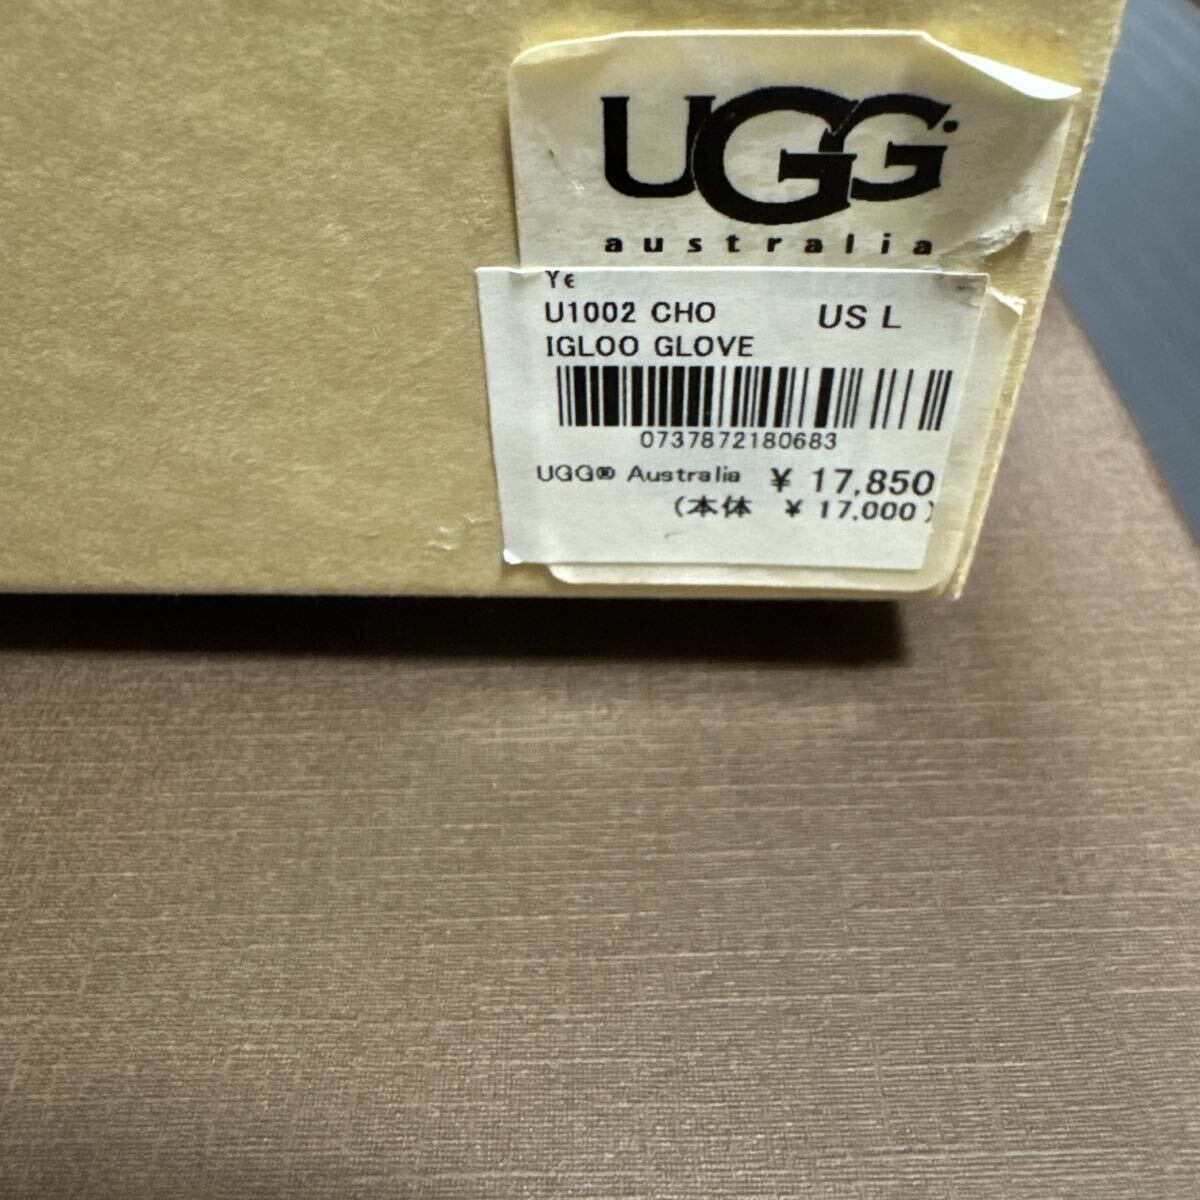 UGG
australia
U1002 CHO US L
IGLOO GLOVE
0737872180683
UGG® Australia ¥ 17,850
(本体 ¥ 17,000)